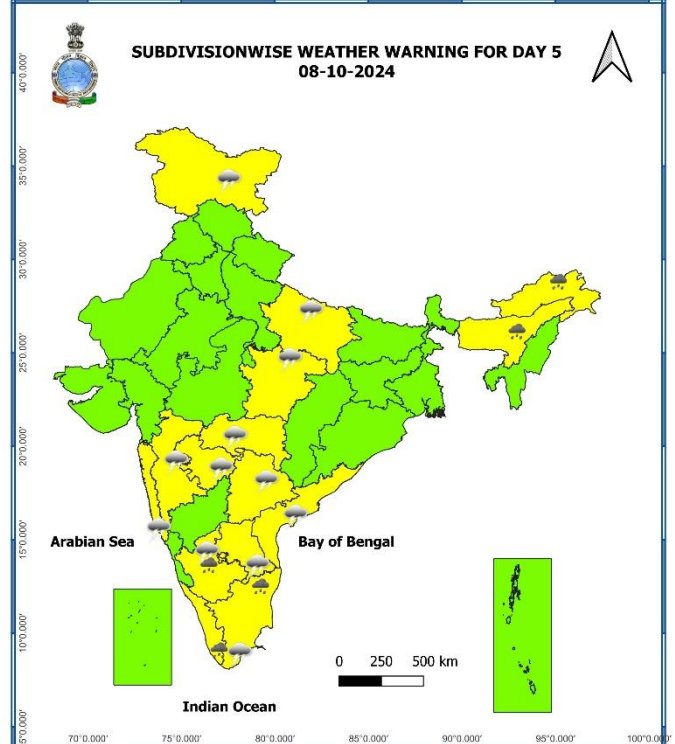 SUBDIVISIONWISE WEATHER WARNING FOR DAY 5
08-10-2024
40°0.000'
35°0.000'
30°0.000'
25°0.000'
20°0.000'
15°0.000'
10°0.000'
5°0.000'
Arabian Sea
Bay of Bengal
0 250 500 km
Indian Ocean
70°0.000' 75°0.000' 80°0.000' 85°0.000' 90°0.000' 95°0.000' 100°0.000'